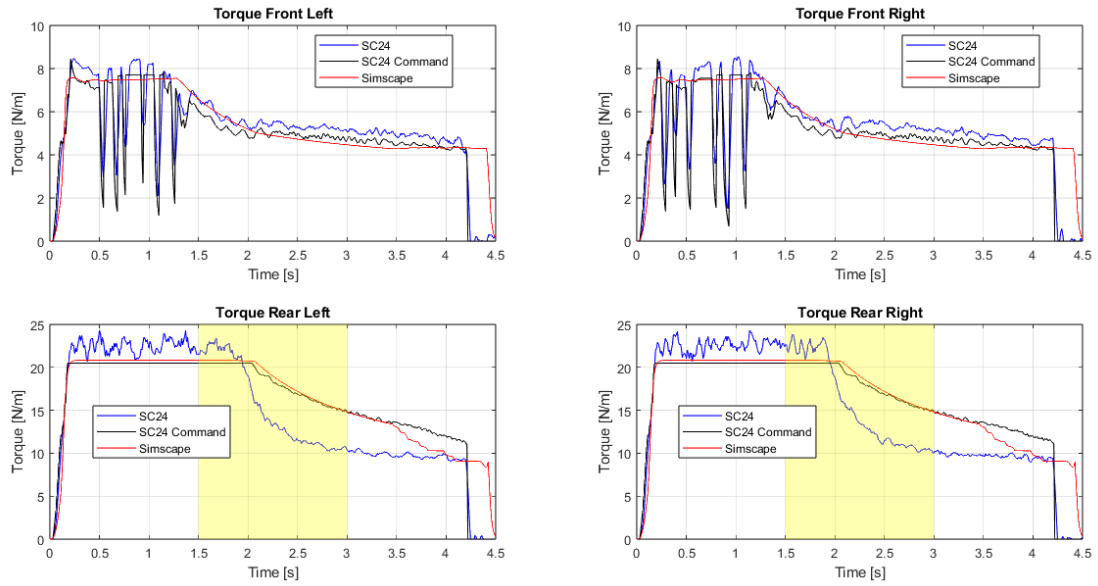 Torque Front Left
10
8
6
4
2
0
Torque [N/m]
SC24
SC24 Command
Simscape
0 0.5 1 1.5 2 2.5 3 3.5 4 4.5
Time [s]
Torque Front Right
10
8
6
4
2
0
Torque [N/m]
SC24
SC24 Command
Simscape
0 0.5 1 1.5 2 2.5 3 3.5 4 4.5
Time [s]
Torque Rear Left
25
20
15
10
5
0
Torque [N/m]
SC24
SC24 Command
Simscape
0 0.5 1 1.5 2 2.5 3 3.5 4 4.5
Time [s]
Torque Rear Right
25
20
15
10
5
0
Torque [N/m]
SC24
SC24 Command
Simscape
0 0.5 1 1.5 2 2.5 3 3.5 4 4.5
Time [s]